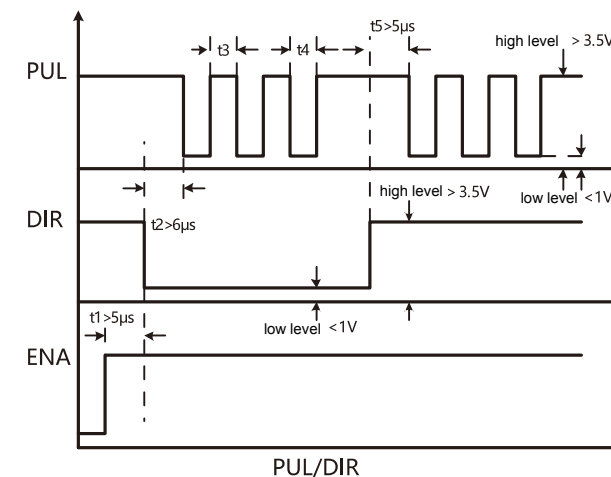 t3
t4
t5>5μs
high level > 3.5V
PUL
high level > 3.5V
low level <1V
DIR
t2>6μs
t1>5μs
low level <1V
ENA
PUL/DIR